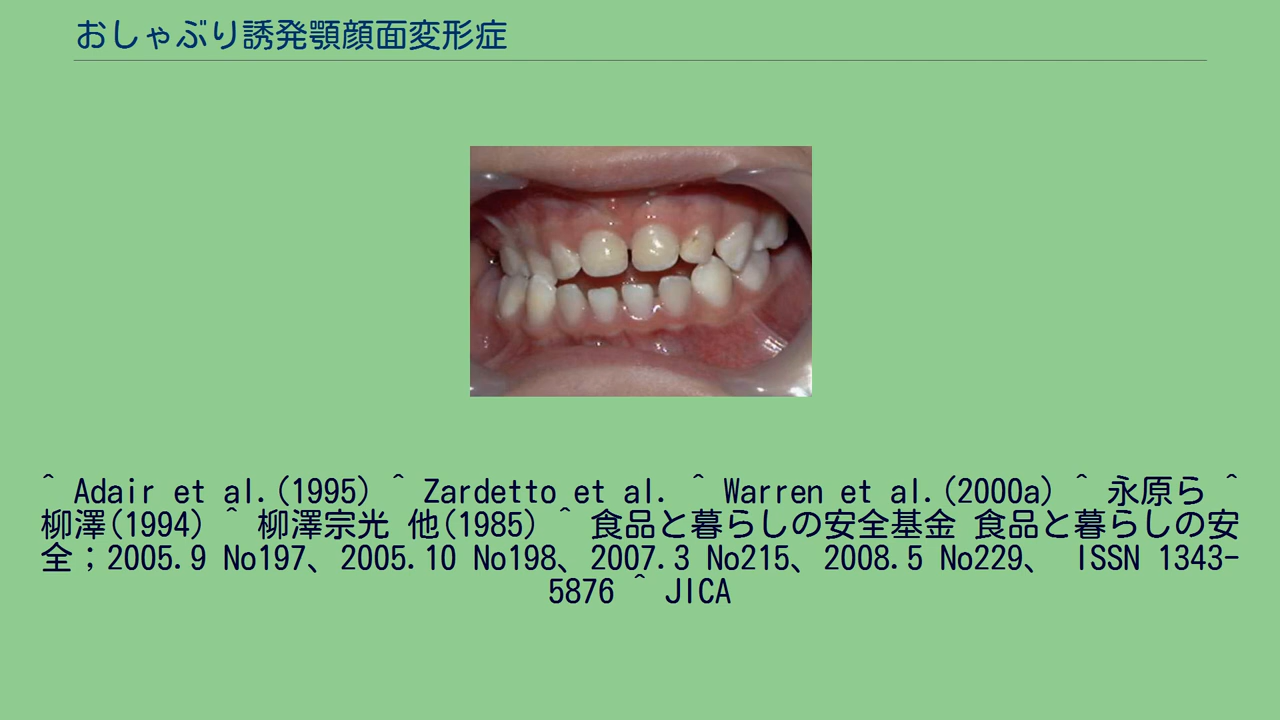 おしゃぶり誘発顎顔面変形症
^ Adair et al.(1995) ^ Zardetto et al. ^ Warren et al.(2000a) ^ 永原ら ^
柳澤(1994) ^ 柳澤宗光 他(1985) ^ 食品と暮らしの安全基金 食品と暮らしの安
全；2005.9 No197、2005.10 No198、2007.3 No215、2008.5 No229、 ISSN 1343-
5876 ^ JICA